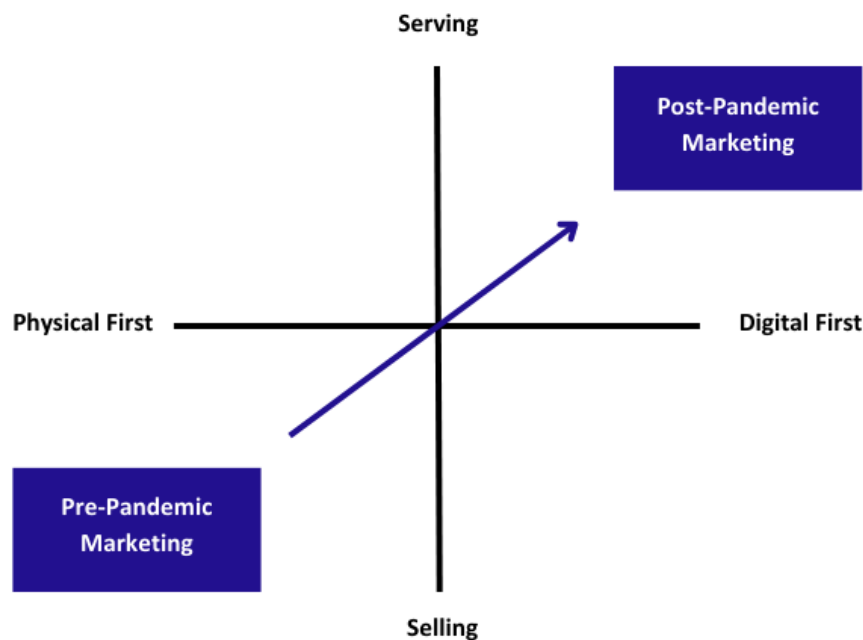 Serving
Post-Pandemic
Marketing
Physical First
Digital First
Pre-Pandemic
Marketing
Selling